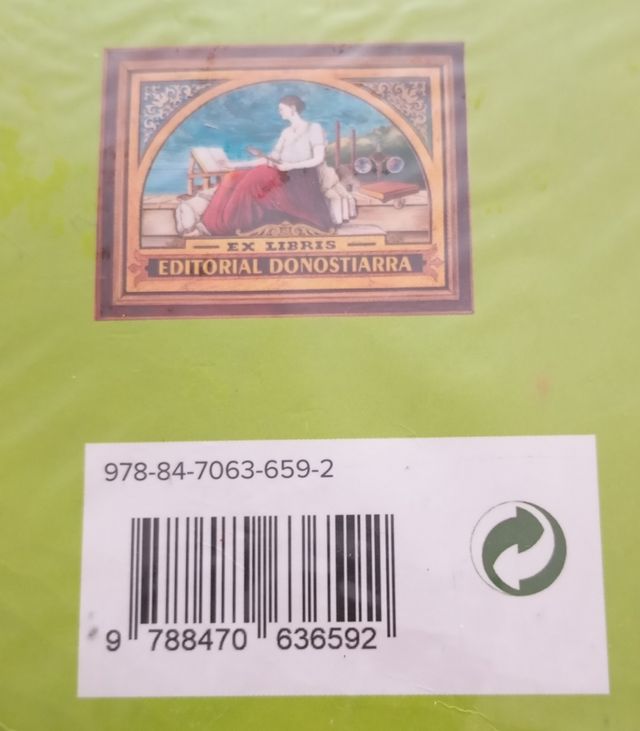 EX LIBRIS
EDITORIAL DONOSTIARRA
978-84-7063-659-2
9 788470 636592